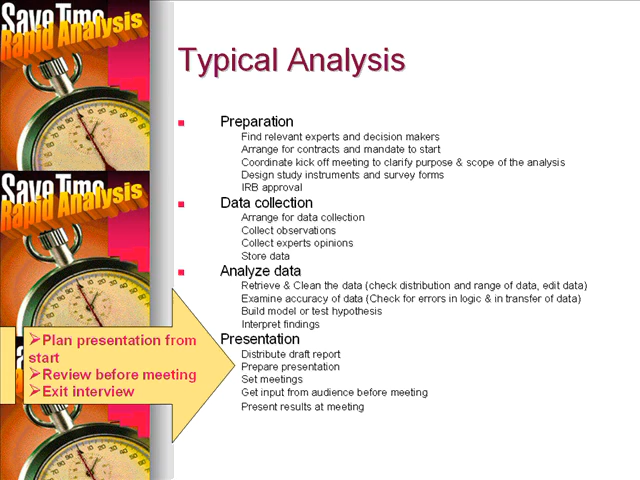 Save Time
Rapid Analysis
Save Time
Rapid Analysis
Typical Analysis
Preparation
Find relevant experts and decision makers
Arrange for contracts and mandate to start
Coordinate kick off meeting to clarify purpose & scope of the analysis
Design study instruments and survey forms
IRB approval
Data collection
Arrange for data collection
Collect observations
Collect experts opinions
Store data
Analyze data
Retrieve & Clean the data (check distribution and range of data, edit data)
Examine accuracy of data (Check for errors in logic & in transfer of data)
Build model or test hypothesis
Interpret findings
Presentation
Distribute draft report
Prepare presentation
Set meetings
Get input from audience before meeting
Present results at meeting
➢Plan presentation from
start
➢Review before meeting
➢Exit interview